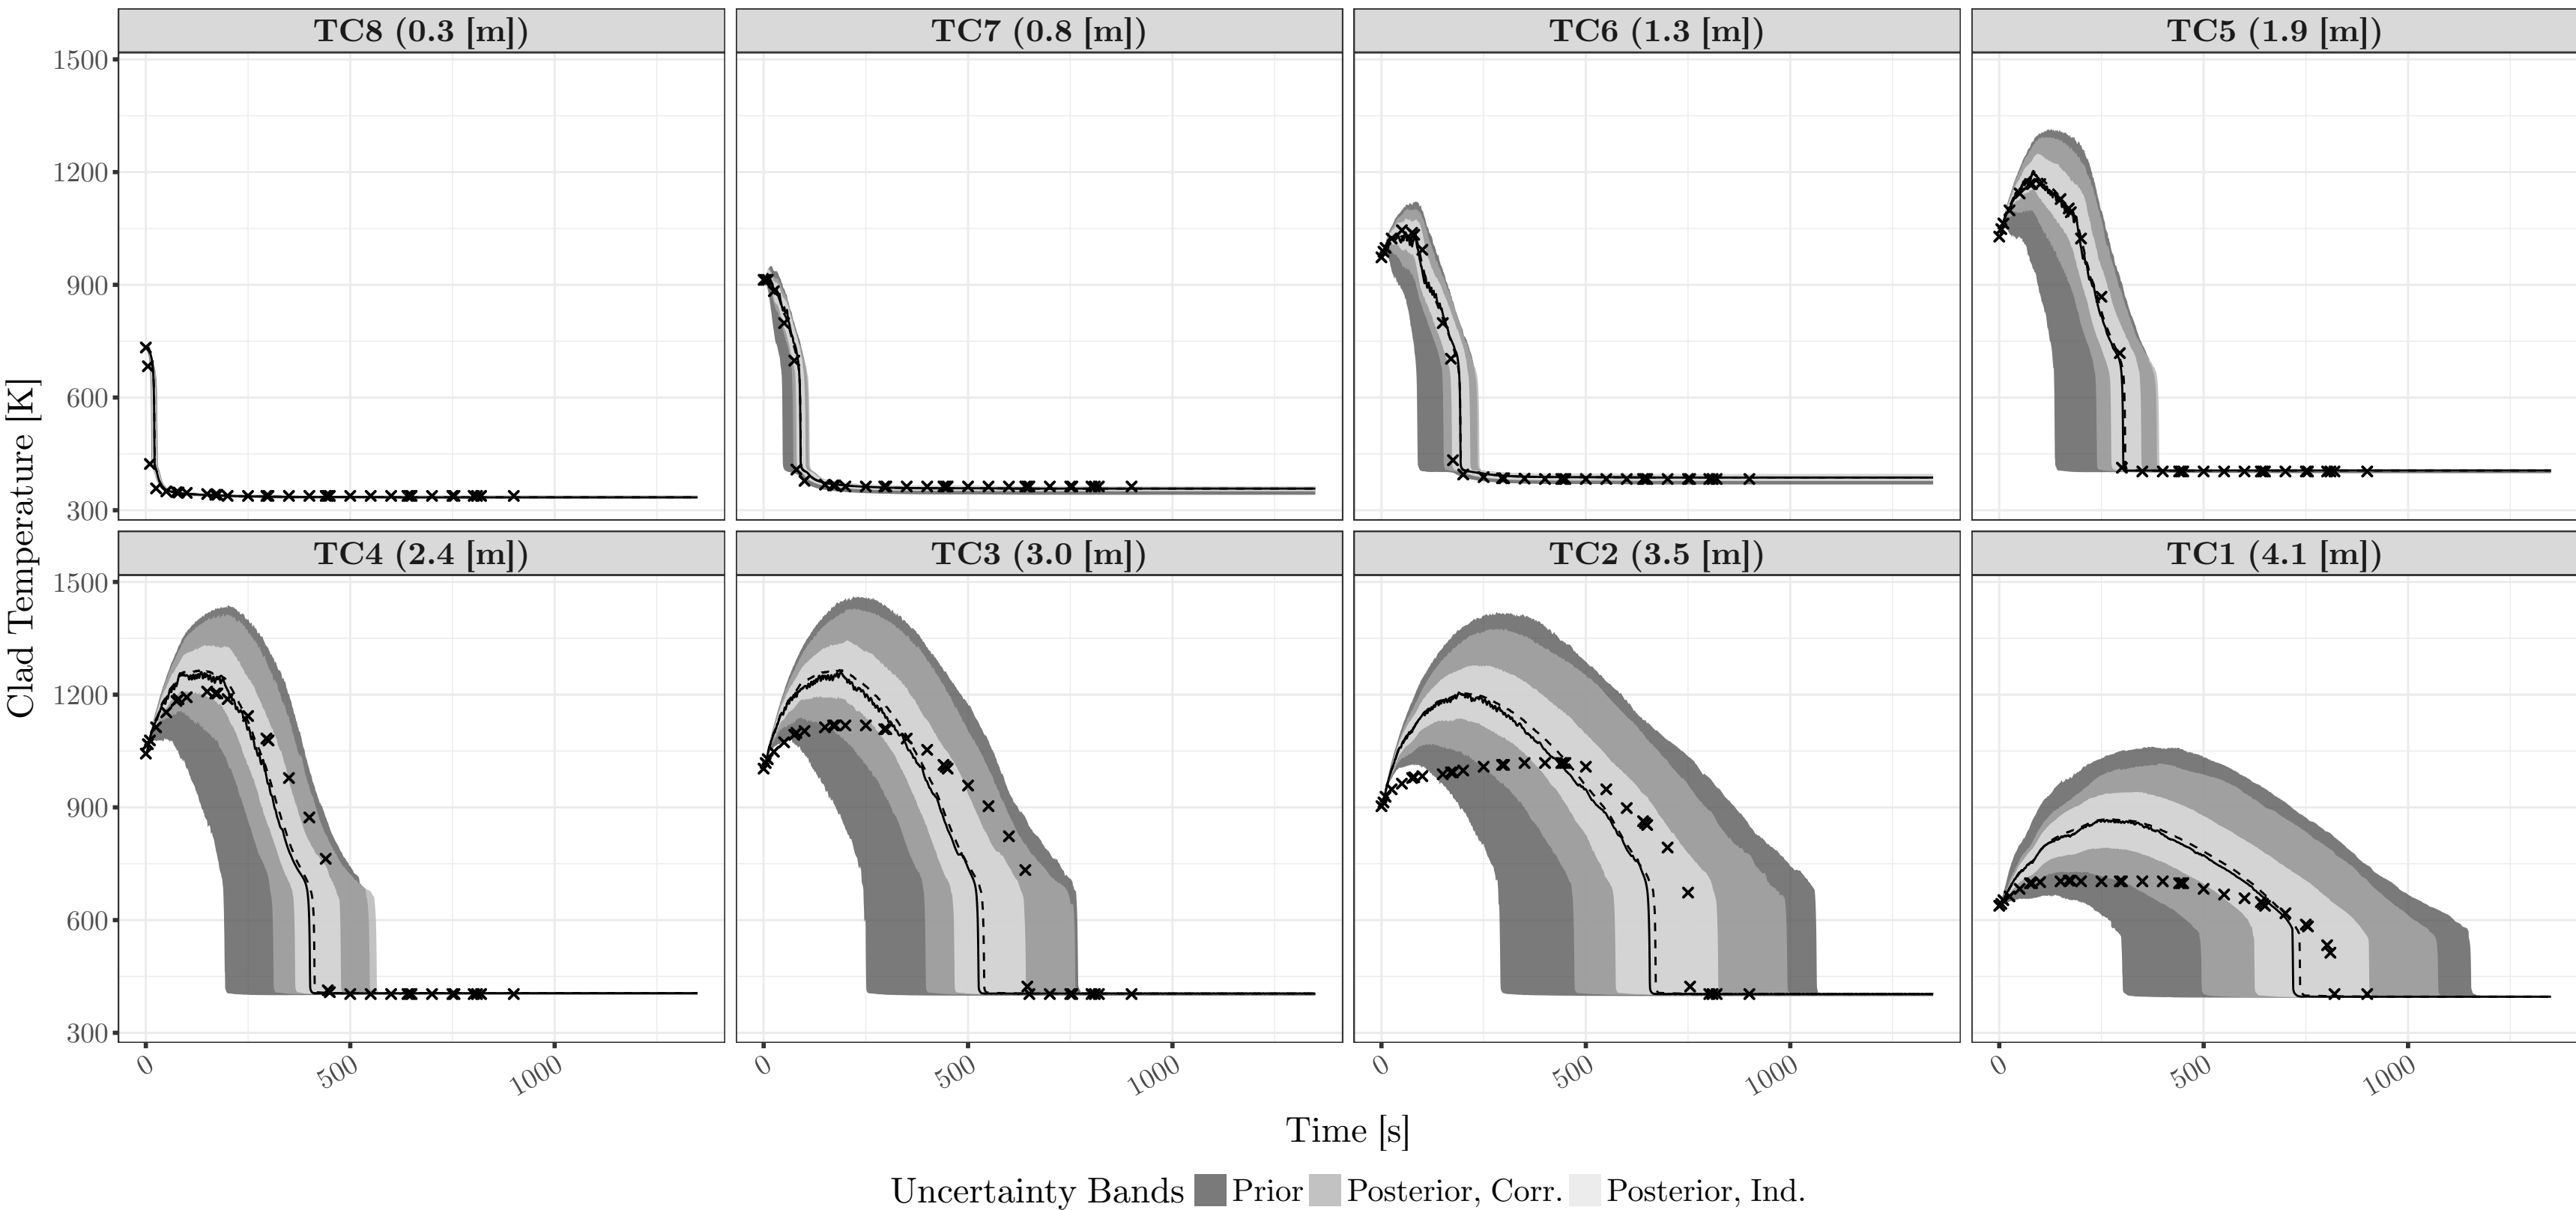 TC8 (0.3 [m])
TC7 (0.8 [m])
TC6 (1.3 [m])
TC5 (1.9 [m])
1500
1200
900
600
300
TC4 (2.4 [m])
TC3 (3.0 [m])
TC2 (3.5 [m])
TC1 (4.1 [m])
1500
1200
900
600
300
Clad Temperature [K]
0 500 1000
0 500 1000
0 500 1000
0 500 1000
Time [s]
Uncertainty Bands Prior Posterior, Corr. Posterior, Ind.